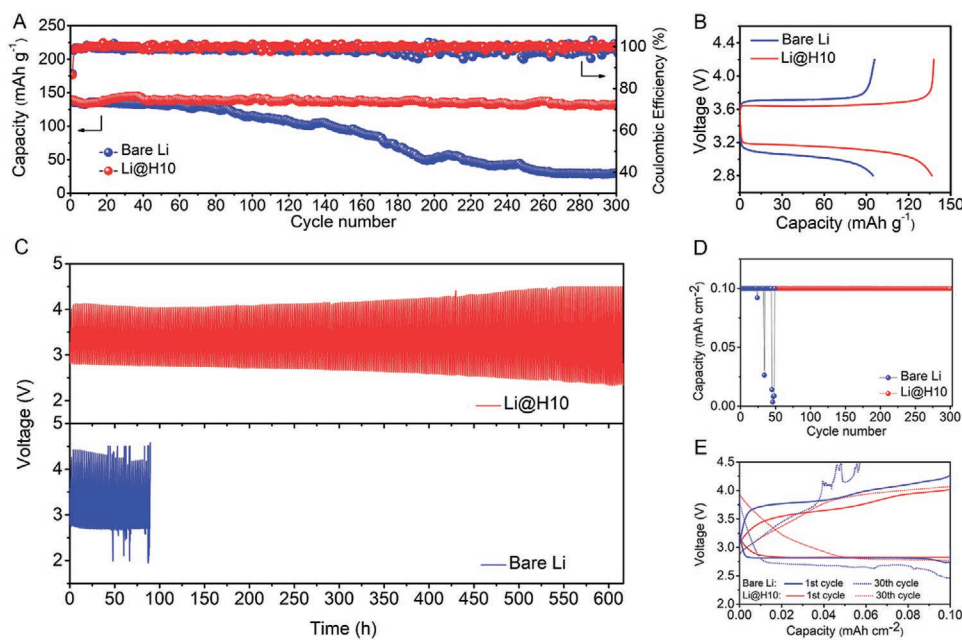 A
Capacity (mAh g⁻¹)
250
225
200
175
150
125
100
75
50
25
0
Bare Li
Li@H10
0 20 40 60 80 100 120 140 160 180 200 220 240 260 280 300
Cycle number
100
80
60
40
Coulombic Efficiency (%)
B
Voltage (V)
4.4
4.0
3.6
3.2
2.8
Bare Li
Li@H10
0 30 60 90 120 150
Capacity (mAh g⁻¹)
C
Voltage (V)
5
4
3
2
Li@H10
5
4
3
2
Bare Li
0 50 100 150 200 250 300 350 400 450 500 550 600
Time (h)
D
Capacity (mAh cm⁻²)
0.10
0.05
0.00
Bare Li
Li@H10
0 50 100 150 200 250 300
Cycle number
E
Voltage (V)
4.5
4.0
3.5
3.0
2.5
Bare Li: 1st cycle 30th cycle
Li@H10: 1st cycle 30th cycle
0.00 0.02 0.04 0.06 0.08 0.10
Capacity (mAh cm⁻²)